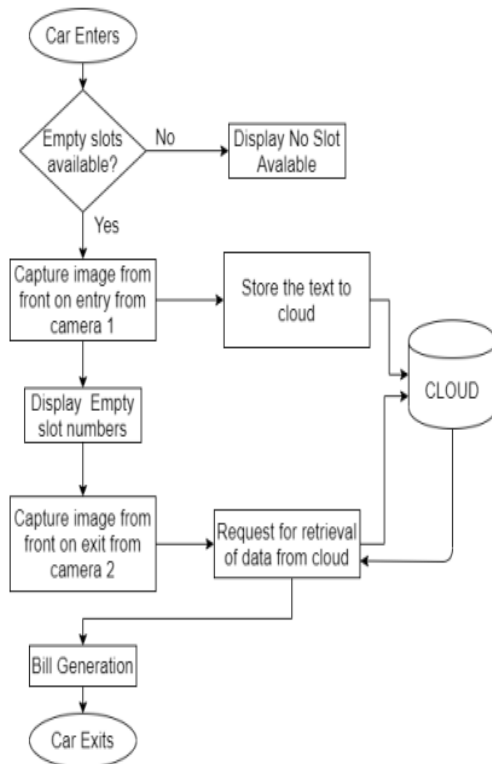 Car Enters
Empty slots
available?
No
Display No Slot
Avalable
Yes
Capture image from
front on entry from
camera 1
Store the text to
cloud
CLOUD
Display Empty
slot numbers
Capture image from
front on exit from
camera 2
Request for retrieval
of data from cloud
Bill Generation
Car Exits